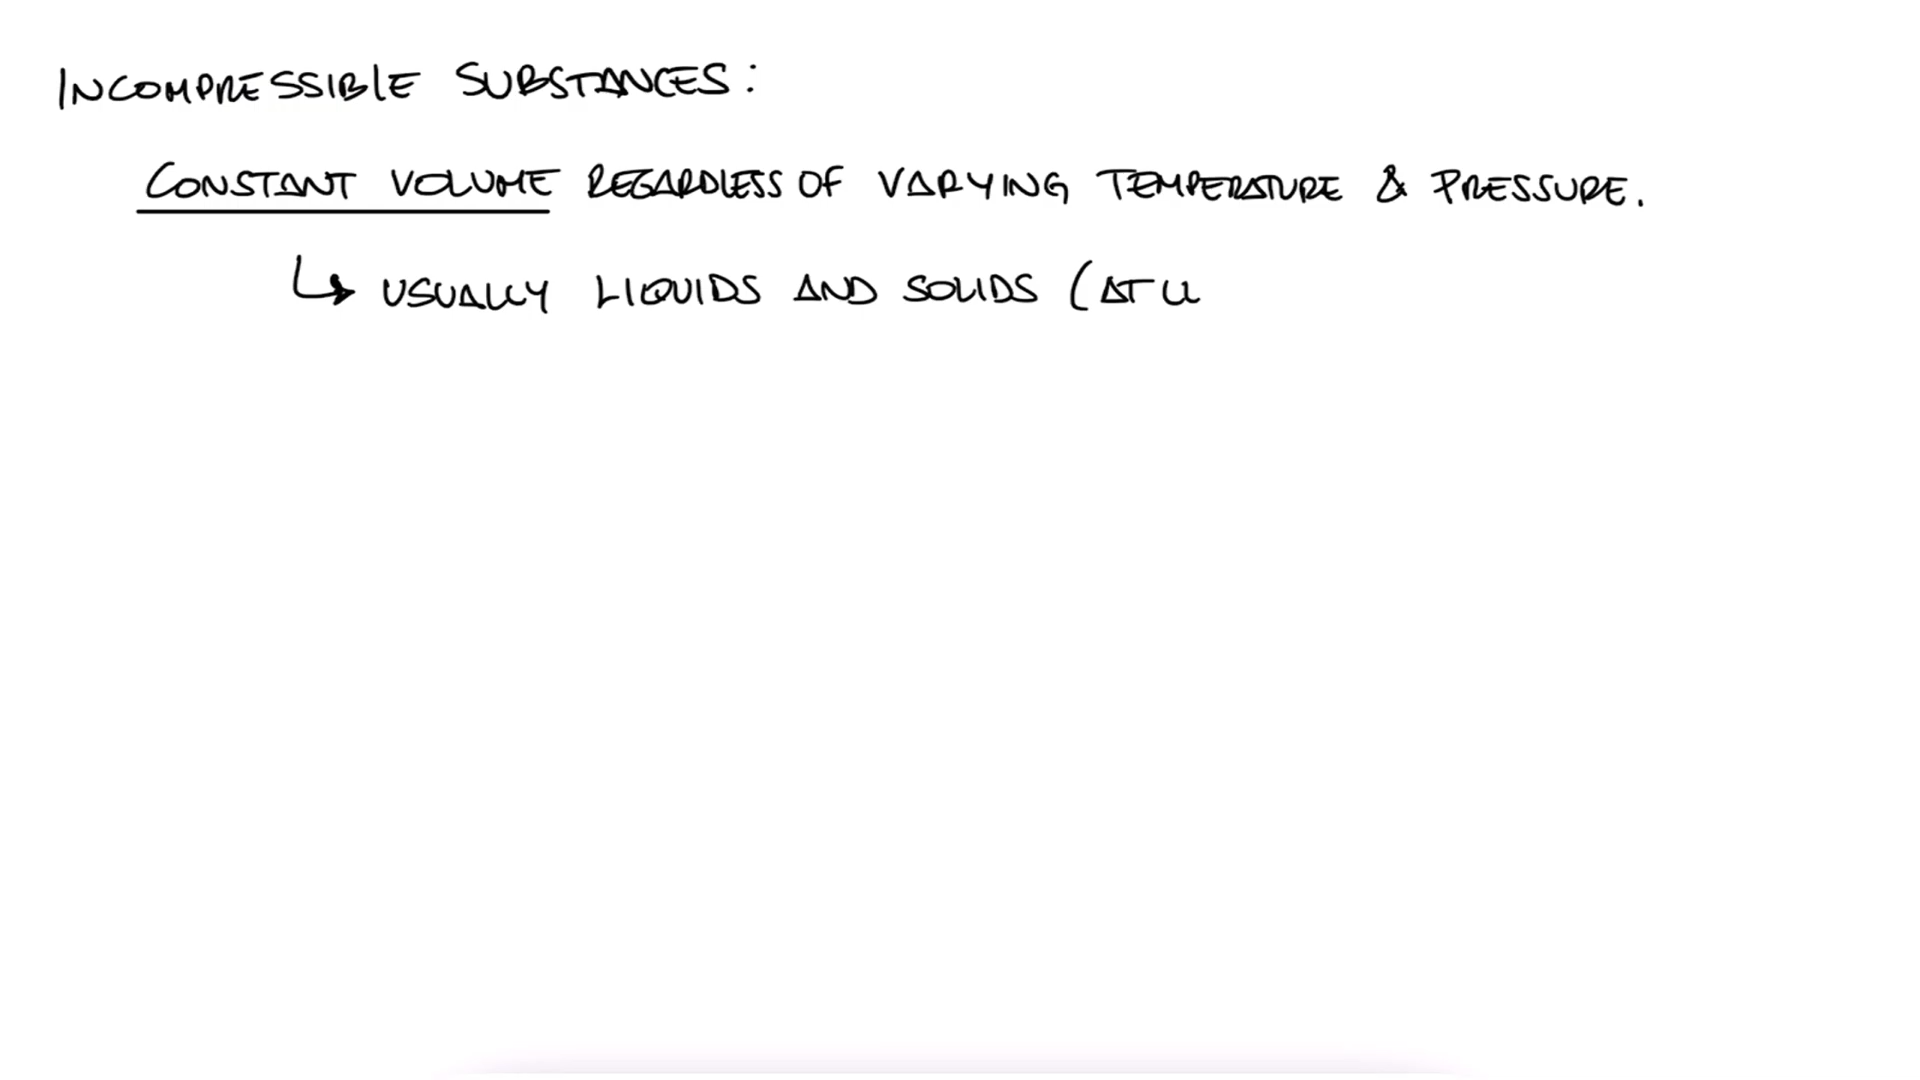 INCOMPRESSIBLE SUBSTANCES:
CONSTANT VOLUME REGARDLESS OF VARYING TEMPERATURE & PRESSURE.
↳ USUALLY LIQUIDS AND SOLIDS (AT